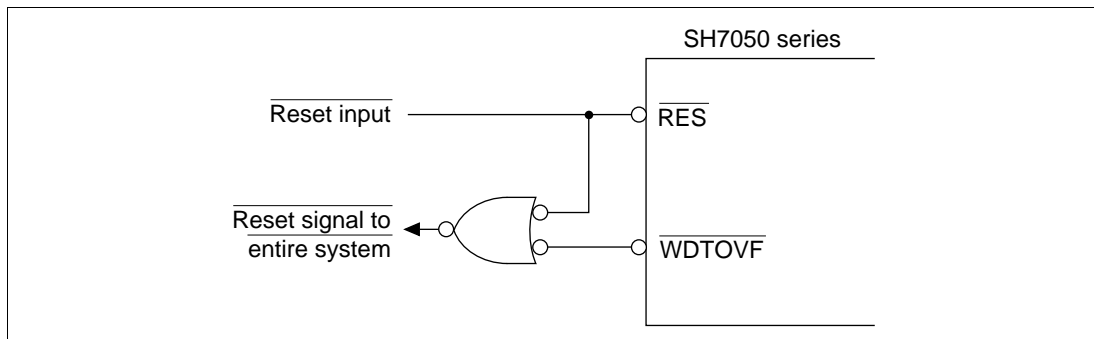 SH7050 series
Reset input
RES
Reset signal to
entire system
WDTOVF